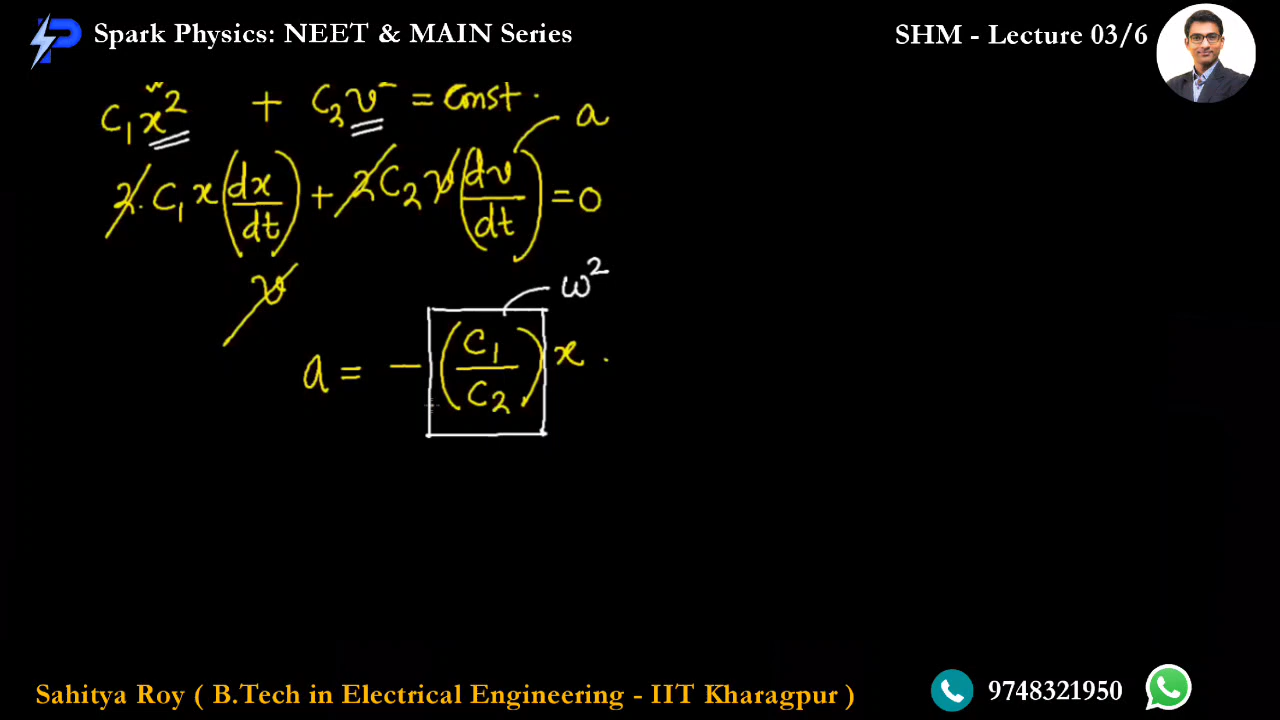 Spark Physics: NEET & MAIN Series
SHM - Lecture 03/6
C₁x² + C₂v² = Const.
a
2·C₁x(dx/dt) + 2C₂v(dv/dt) = 0
v
ω²
a = -(C₁/C₂)x.
Sahitya Roy ( B.Tech in Electrical Engineering - IIT Kharagpur )
9748321950